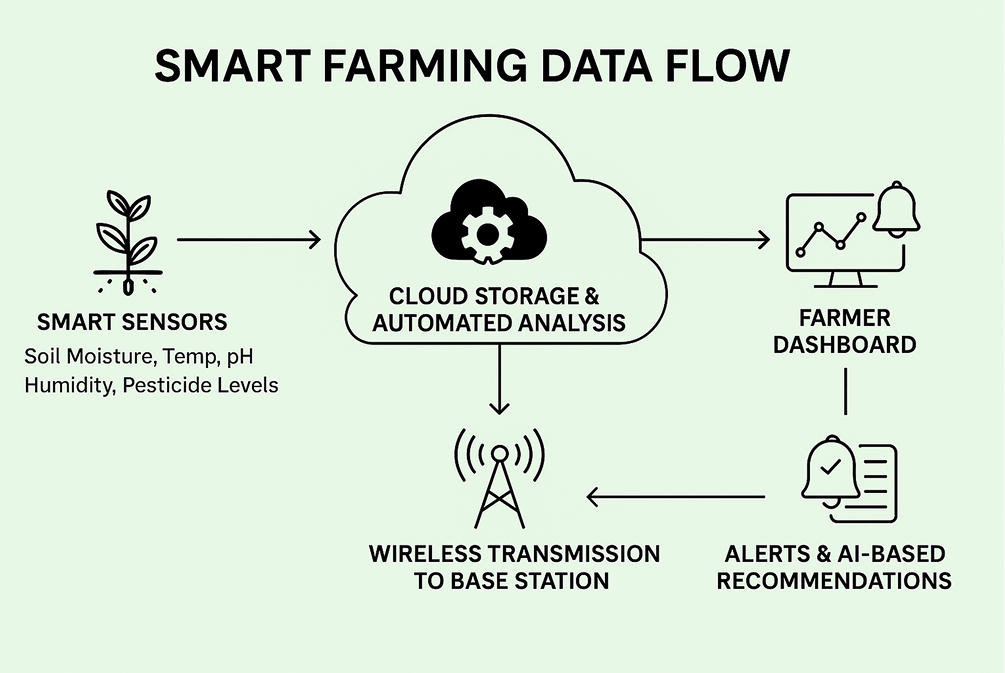 SMART FARMING DATA FLOW
CLOUD STORAGE &
AUTOMATED ANALYSIS
SMART SENSORS
Soil Moisture, Temp, pH
Humidity, Pesticide Levels
FARMER
DASHBOARD
WIRELESS TRANSMISSION
TO BASE STATION
ALERTS & AI-BASED
RECOMMENDATIONS